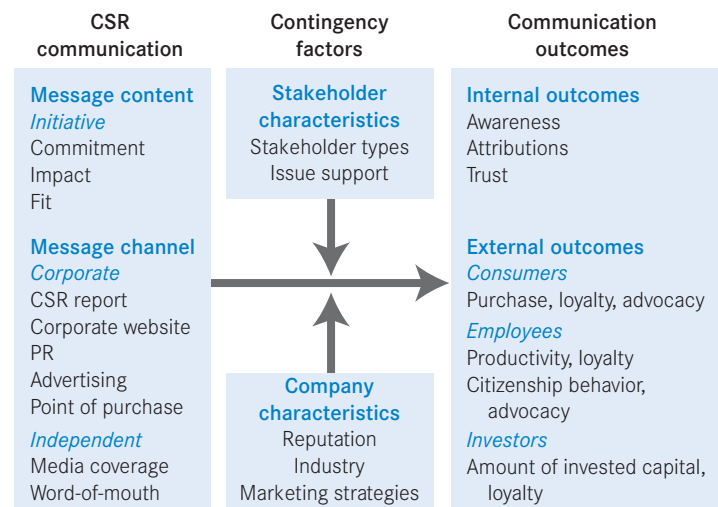 CSR
communication
Message content
Initiative
Commitment
Impact
Fit
Message channel
Corporate
CSR report
Corporate website
PR
Advertising
Point of purchase
Independent
Media coverage
Word-of-mouth
Contingency
factors
Stakeholder
characteristics
Stakeholder types
Issue support
Company
characteristics
Reputation
Industry
Marketing strategies
Communication
outcomes
Internal outcomes
Awareness
Attributions
Trust
External outcomes
Consumers
Purchase, loyalty, advocacy
Employees
Productivity, loyalty
Citizenship behavior,
advocacy
Investors
Amount of invested capital,
loyalty